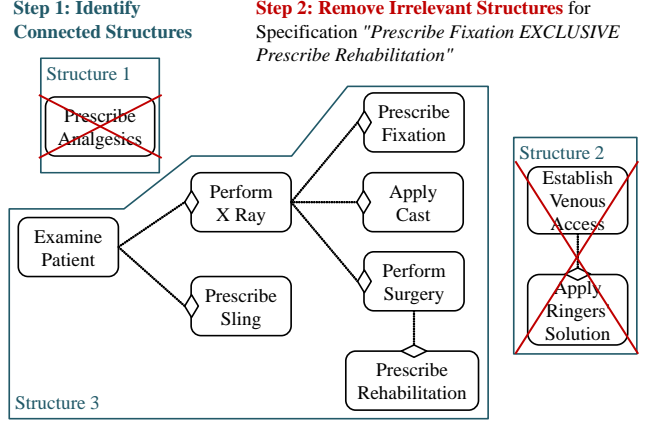 Step 1: Identify
Connected Structures
Step 2: Remove Irrelevant Structures for
Specification "Prescribe Fixation EXCLUSIVE
Prescribe Rehabilitation"
Structure 1
Prescribe
Analgesics
Prescribe
Fixation
Structure 2
Establish
Venous
Access
Perform
X Ray
Apply
Cast
Examine
Patient
Prescribe
Sling
Perform
Surgery
Apply
Ringers'
Solution
Prescribe
Rehabilitation
Structure 3